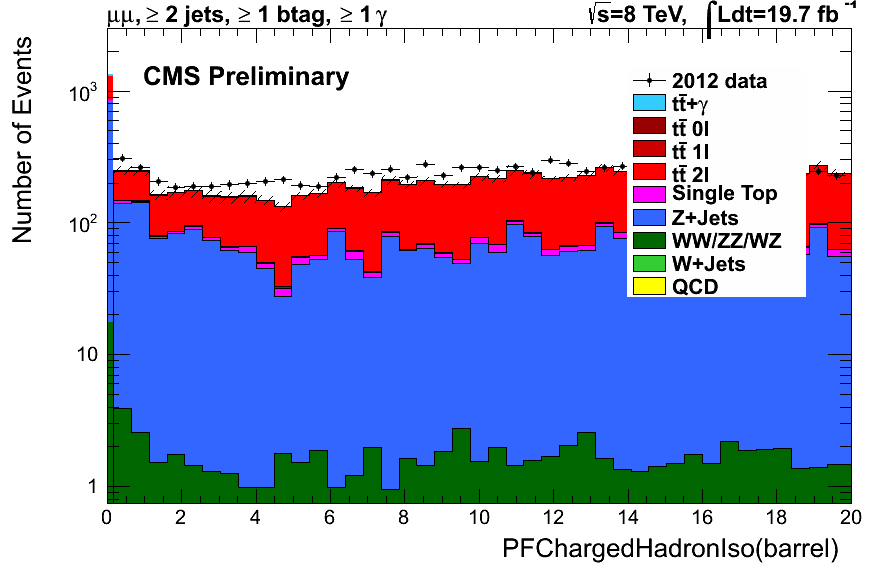 μμ, ≥ 2 jets, ≥ 1 btag, ≥ 1 γ
√s=8 TeV, ∫Ldt=19.7 fb⁻¹
CMS Preliminary
Number of Events
10³
10²
10
1
2012 data
tt̄+γ
tt̄ 0l
tt̄ 1l
tt̄ 2l
Single Top
Z+Jets
WW/ZZ/WZ
W+Jets
QCD
0 2 4 6 8 10 12 14 16 18 20
PFChargedHadronIso(barrel)